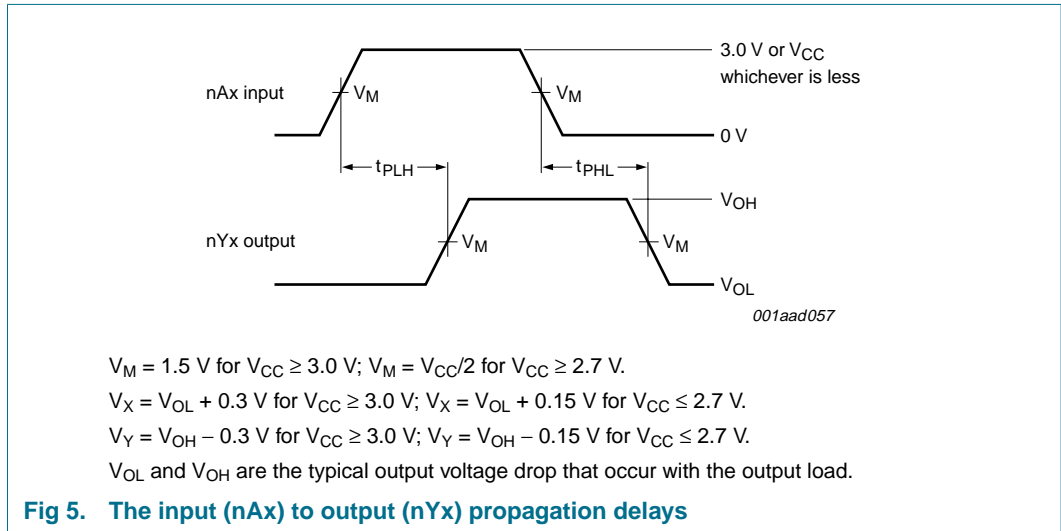 3.0 V or VCC
whichever is less
nAx input
VM
VM
0 V
tPLH
tPHL
VOH
nYx output
VM
VM
VOL
001aad057
VM = 1.5 V for VCC ≥ 3.0 V; VM = VCC/2 for VCC ≥ 2.7 V.
VX = VOL + 0.3 V for VCC ≥ 3.0 V; VX = VOL + 0.15 V for VCC ≤ 2.7 V.
VY = VOH − 0.3 V for VCC ≥ 3.0 V; VY = VOH − 0.15 V for VCC ≤ 2.7 V.
VOL and VOH are the typical output voltage drop that occur with the output load.
Fig 5. The input (nAx) to output (nYx) propagation delays